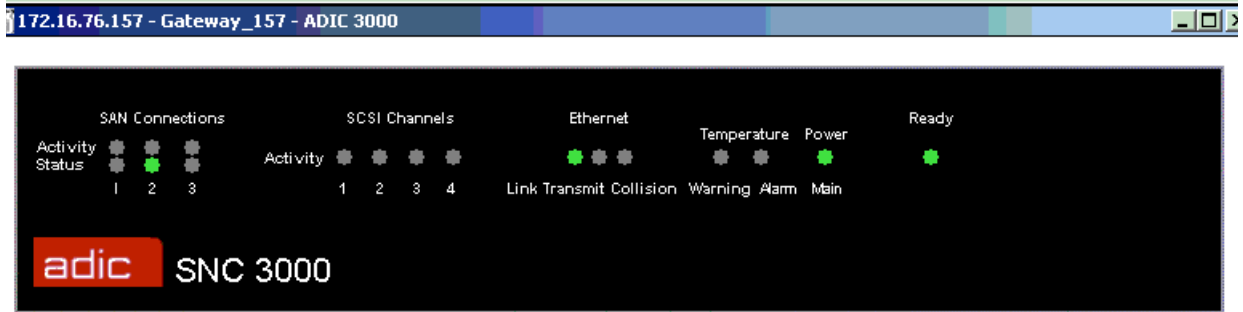 172.16.76.157 - Gateway_157 - ADIC 3000
SAN Connections
SCSI Channels
Ethernet
Temperature Power
Ready
Activity
Status
Activity
1 2 3
1 2 3 4
Link Transmit Collision
Warning Alarm Main
adic SNC 3000